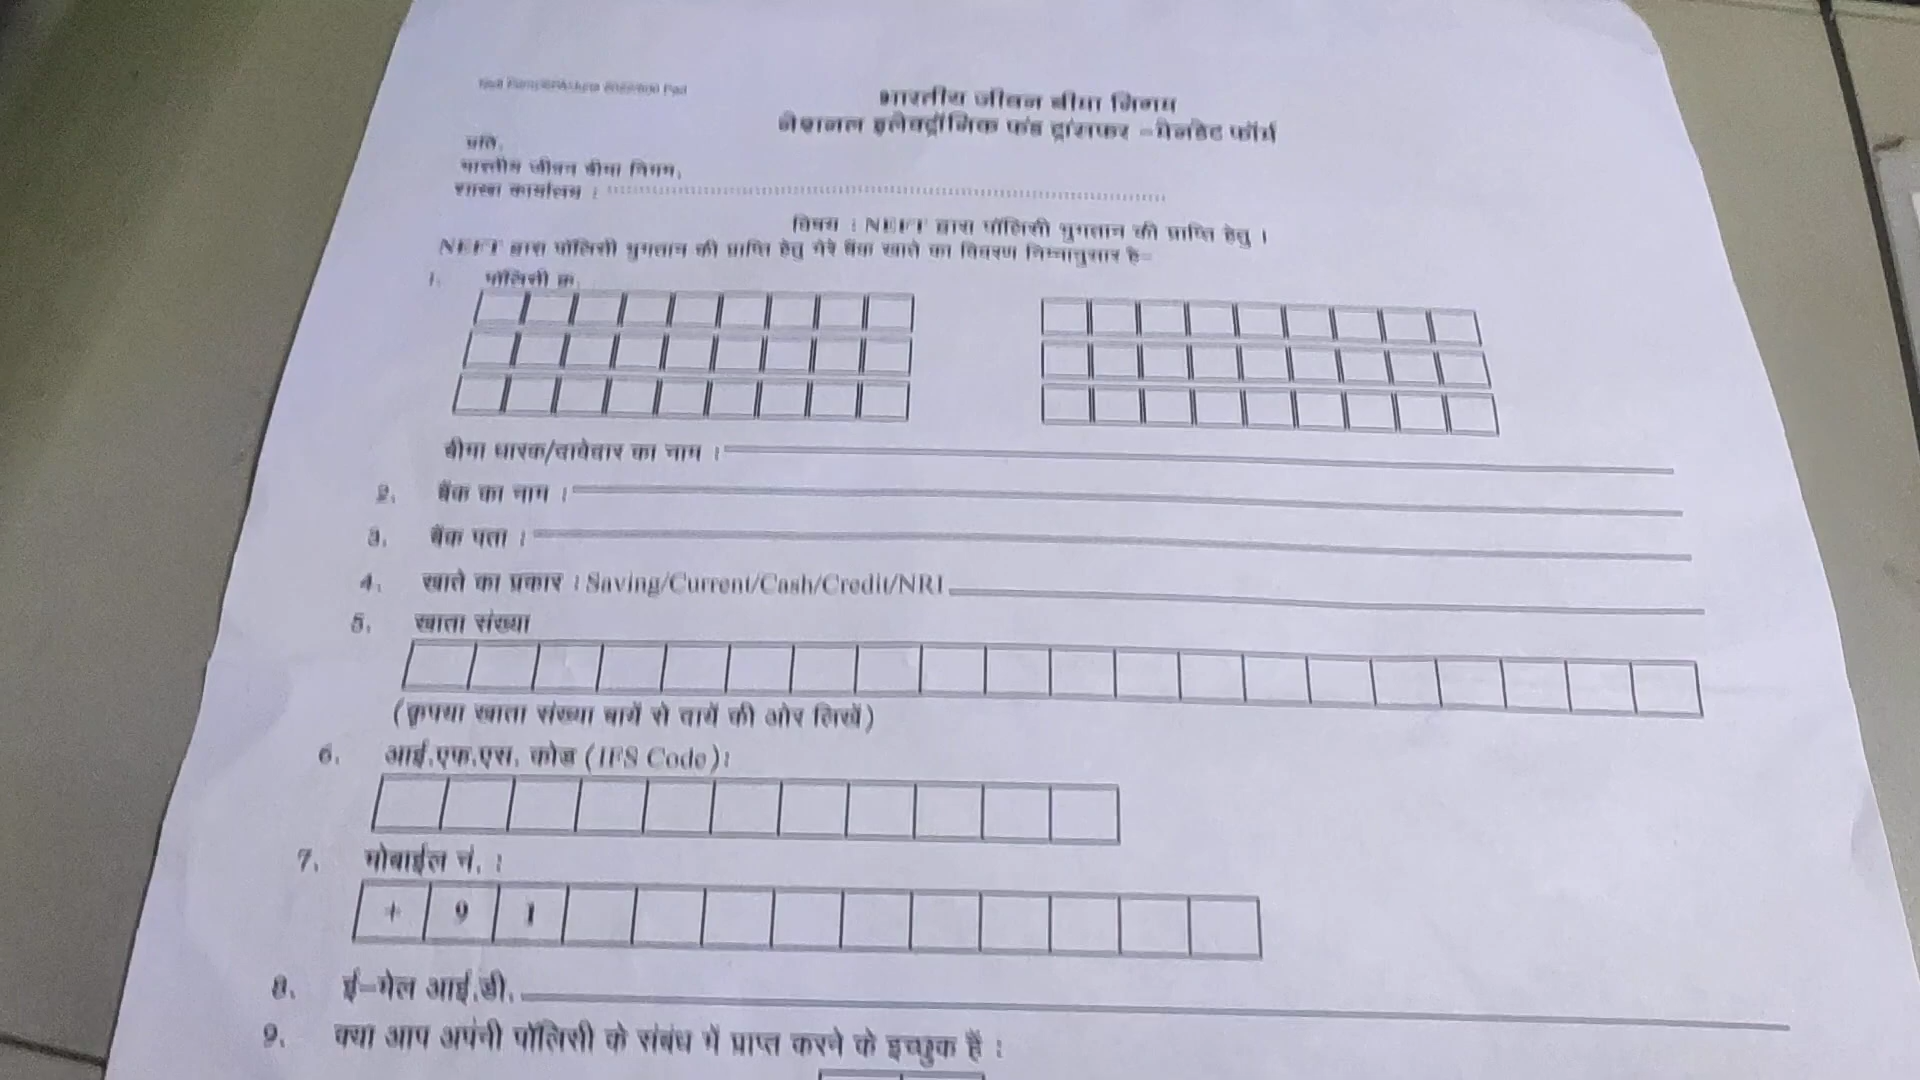 भारतीय जीवन बीमा निगम
नेशनल इलेक्ट्रॉनिक फंड ट्रांसफर -मेनडेट फॉर्म
प्रति,
भारतीय जीवन बीमा निगम,
शाखा कार्यालय :
विषय : NEFT द्वारा पॉलिसी भुगतान की प्राप्ति हेतु ।
NEFT द्वारा पॉलिसी भुगतान की प्राप्ति हेतु मेरे बैंक खाते का विवरण निम्नानुसार है-
1. पॉलिसी क्र.
बीमा धारक/दावेदार का नाम :
2. बैंक का नाम :
3. बैंक पता :
4. खाते का प्रकार : Saving/Current/Cash/Credit/NRI
5. खाता संख्या
(कृपया खाता संख्या बायें से दायें की ओर लिखें)
6. आई.एफ.एस. कोड (IFS Code):
7. मोबाईल नं. :
+ 9 1
8. ई-मेल आई.डी.
9. क्या आप अपंनी पॉलिसी के संबंध में प्राप्त करने के इच्छुक हैं :